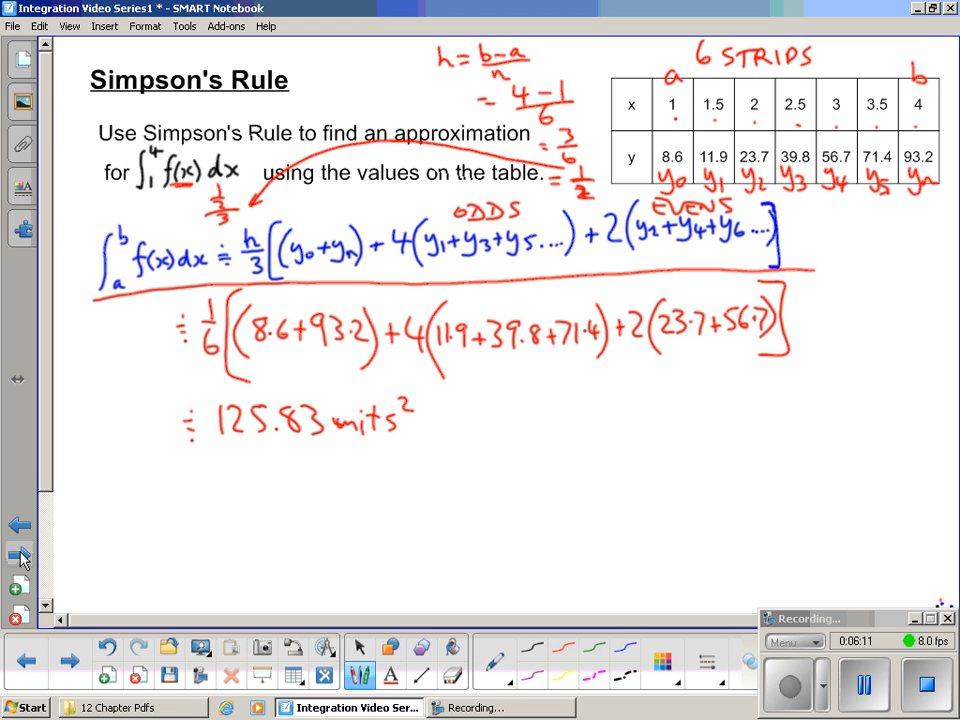 Integration Video Series1 * - SMART Notebook
File Edit View Insert Format Tools Add-ons Help
Simpson's Rule
h = b-a/n
= 4-1/6
= 3/6
= 1/2
6 STRIPS
a b
x 1 1.5 2 2.5 3 3.5 4
y 8.6 11.9 23.7 39.8 56.7 71.4 93.2
y0 y1 y2 y3 y4 y5 yn
Use Simpson's Rule to find an approximation
for ∫₁⁴ f(x) dx using the values on the table.
1/2/3
ODDS EVENS
∫ₐᵇ f(x)dx ≑ h/3[(y0+yn)+4(y1+y3+y5....)+2(y2+y4+y6....)]
≑ 1/6[(8.6+93.2)+4(11.9+39.8+71.4)+2(23.7+56.7)]
≑ 125.83 units²
Recording...
Menu 0:06:11 8.0 fps
Start 12 Chapter Pdfs Integration Video Ser... Recording...